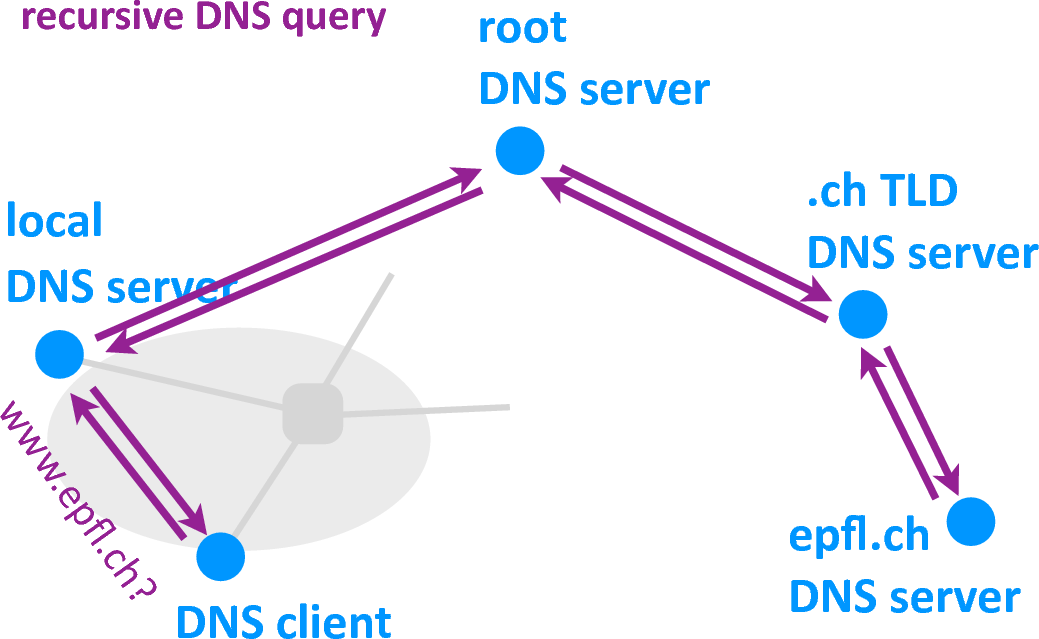 recursive DNS query
root
DNS server
.ch TLD
DNS server
local
DNS server
www.epfl.ch?
epfl.ch
DNS server
DNS client